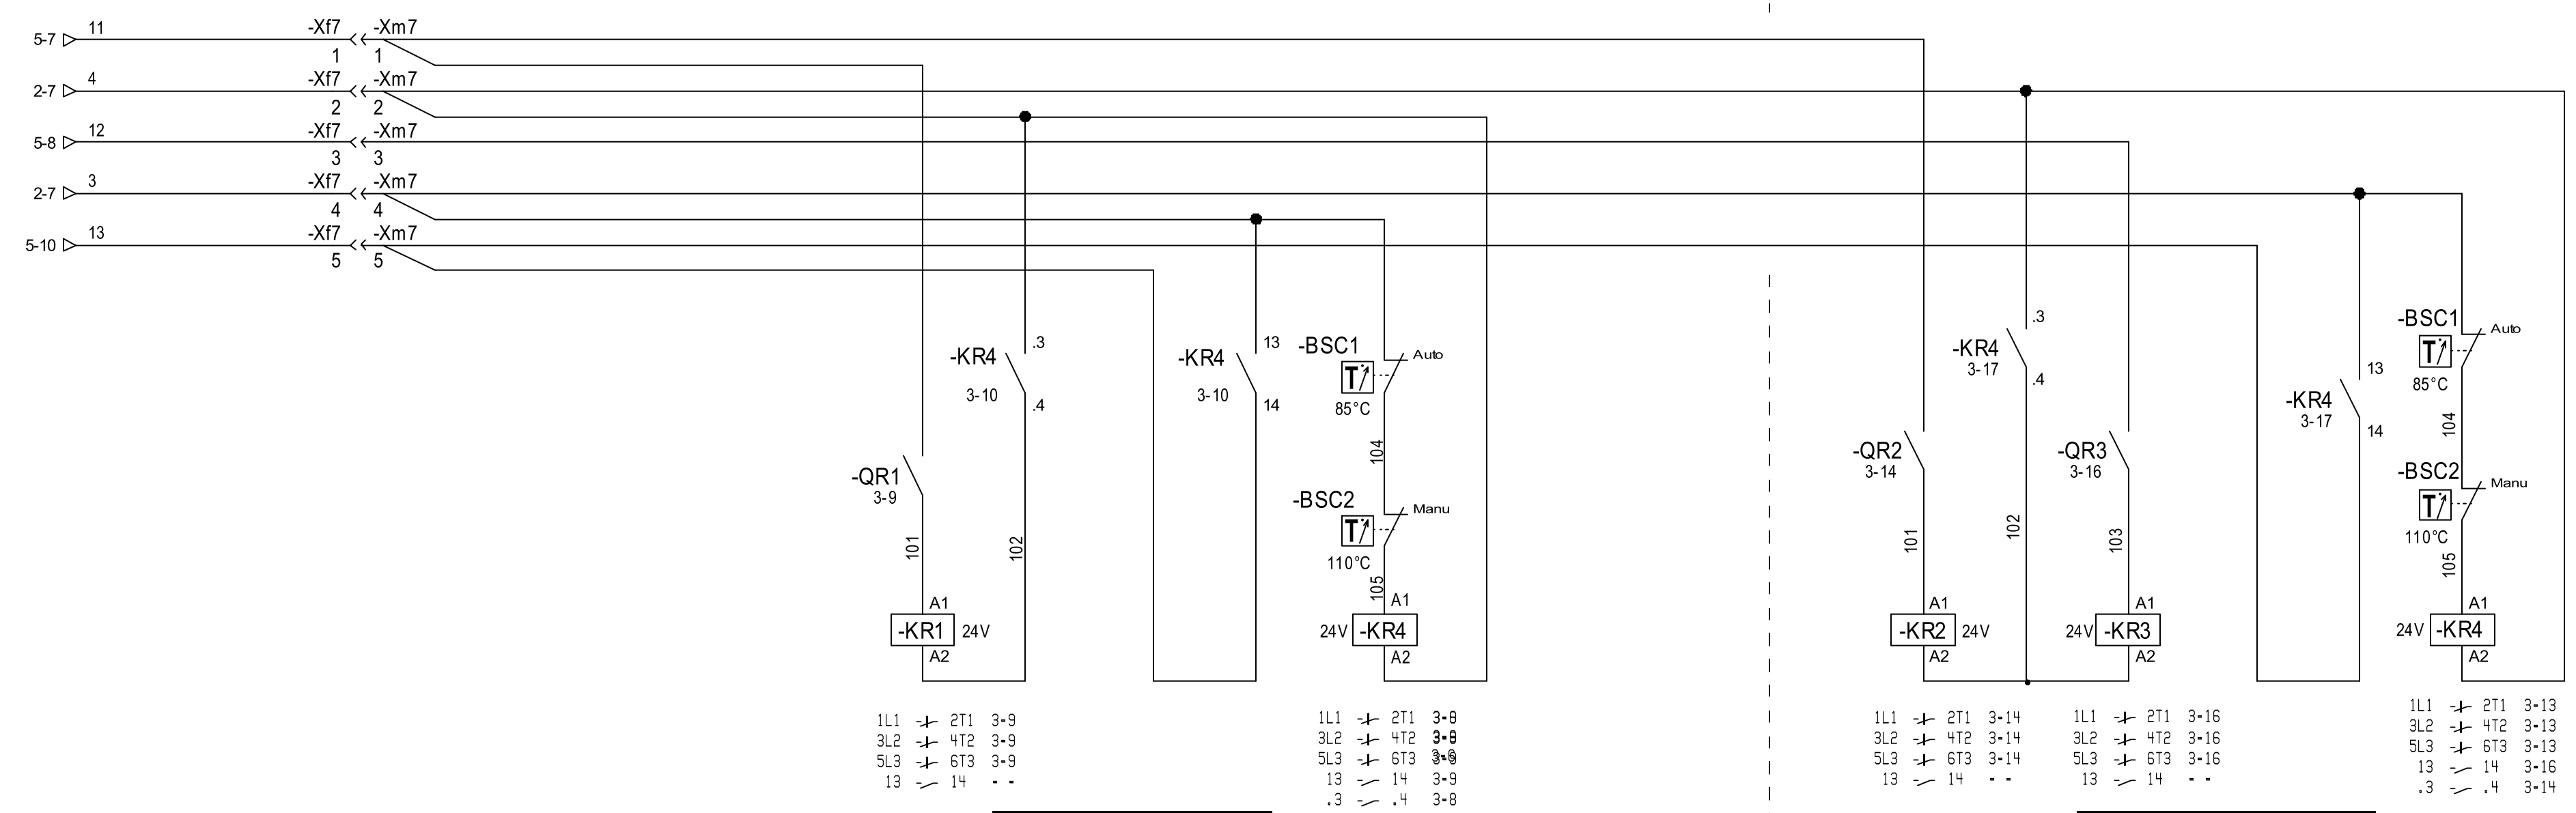 11 -Xf7 -Xm7
5-7
1 1
4 -Xf7 -Xm7
2-7
2 2
12 -Xf7 -Xm7
5-8
3 3
3 -Xf7 -Xm7
2-7
4 4
13 -Xf7 -Xm7
5-10
5 5
-QR1
3-9
101
A1
-KR1 24V
A2
.3
-KR4
3-10
.4
102
13
-KR4
3-10
14
-BSC1 Auto
T
85°C
104
-BSC2 Manu
T
110°C
105
A1
24V -KR4
A2
-QR2
3-14
101
A1
-KR2 24V
A2
.3
-KR4
3-17
.4
102
-QR3
3-16
103
A1
24V -KR3
A2
13
-KR4
3-17
14
-BSC1 Auto
T
85°C
104
-BSC2 Manu
T
110°C
105
A1
24V -KR4
A2
1L1 2T1 3-9
3L2 4T2 3-9
5L3 6T3 3-9
13 14 - -
1L1 2T1 3-8
3L2 4T2
5L3 6T3
13 14 3-9
.3 .4 3-8
1L1 2T1 3-14
3L2 4T2 3-14
5L3 6T3 3-14
13 14 - -
1L1 2T1 3-16
3L2 4T2 3-16
5L3 6T3 3-16
13 14 - -
1L1 2T1 3-13
3L2 4T2 3-13
5L3 6T3 3-13
13 14 3-16
.3 .4 3-14